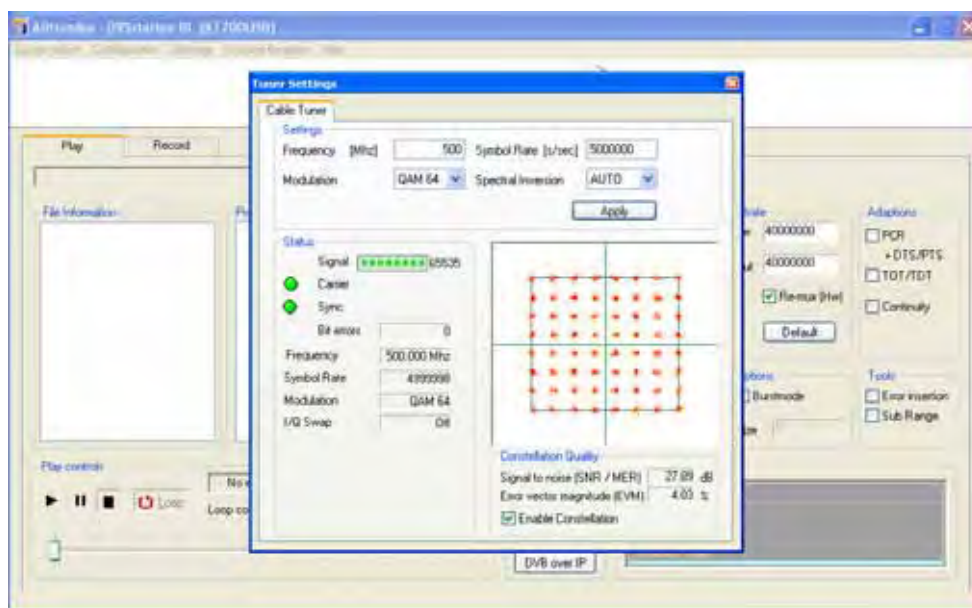 Tuner Settings
Play
Record
Cable Tuner
Settings
Frequency [Mhz] 500 Symbol Rate [s/sec] 5000000
Modulation QAM 64 Spectral Inversion AUTO
Apply
File Information
Status
Signal 65535
Carrier
Sync
Bit errors 0
Frequency 500.000 Mhz
Symbol Rate 4999998
Modulation QAM 64
I/Q Swap Off
Constellation Quality
Signal to noise (SNR / MER) dB
Error vector magnitude (EVM) 4.03 %
Enable Constellation
40000000
40000000
Re-mux (Hw)
Default
Adaptions
PCR
+ DTS/PTS
TOT/TDT
Continuity
Burstmode
Tools
Error insertion
Sub Range
Play controls
Loop
DVB over IP